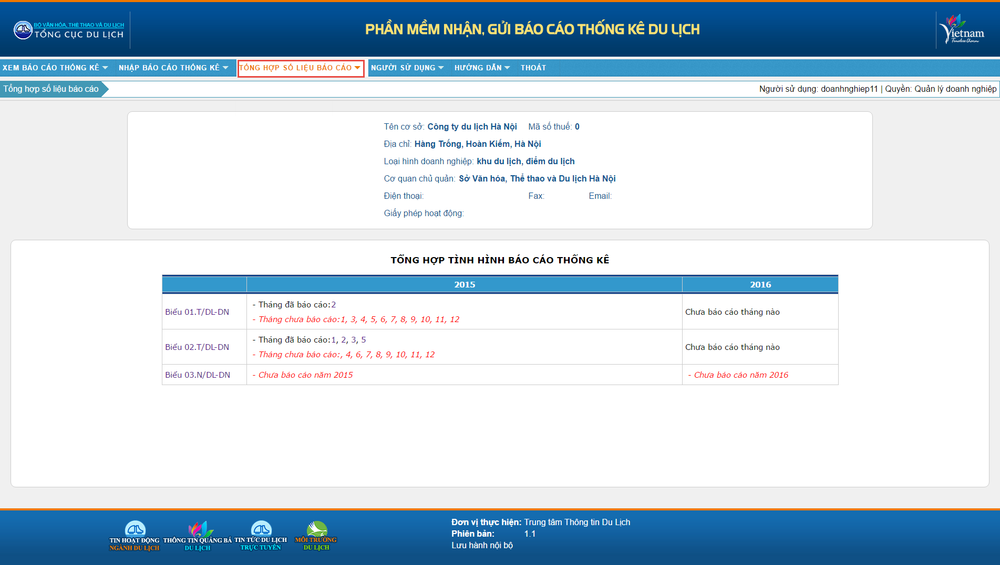 BỘ VĂN HÓA, THỂ THAO VÀ DU LỊCH
TỔNG CỤC DU LỊCH
PHẦN MỀM NHẬN, GỬI BÁO CÁO THỐNG KÊ DU LỊCH
Vietnam
Timeless Charm
XEM BÁO CÁO THỐNG KÊ NHẬP BÁO CÁO THỐNG KÊ TỔNG HỢP SỐ LIỆU BÁO CÁO NGƯỜI SỬ DỤNG HƯỚNG DẪN THOÁT
Tổng hợp số liệu báo cáo Người sử dụng: doanhnghiep11 | Quyền: Quản lý doanh nghiệp
Tên cơ sở: Công ty du lịch Hà Nội Mã số thuế: 0
Địa chỉ: Hàng Trống, Hoàn Kiếm, Hà Nội
Loại hình doanh nghiệp: khu du lịch, điểm du lịch
Cơ quan chủ quản: Sở Văn hóa, Thể thao và Du lịch Hà Nội
Điện thoại: Fax: Email:
Giấy phép hoạt động:
TỔNG HỢP TÌNH HÌNH BÁO CÁO THỐNG KÊ
2015 2016
Biểu 01.T/DL-DN
- Tháng đã báo cáo:2
- Tháng chưa báo cáo:1, 3, 4, 5, 6, 7, 8, 9, 10, 11, 12
Chưa báo cáo tháng nào
Biểu 02.T/DL-DN
- Tháng đã báo cáo:1, 2, 3, 5
- Tháng chưa báo cáo:, 4, 6, 7, 8, 9, 10, 11, 12
Chưa báo cáo tháng nào
Biểu 03.N/DL-DN - Chưa báo cáo năm 2015 - Chưa báo cáo năm 2016
TIN HOẠT ĐỘNG
NGÀNH DU LỊCH
THÔNG TIN QUẢNG BÁ
DU LỊCH
TIN TỨC DU LỊCH
TRỰC TUYẾN
MÔI TRƯỜNG
DU LỊCH
Đơn vị thực hiện: Trung tâm Thông tin Du Lịch
Phiên bản: 1.1
Lưu hành nội bộ